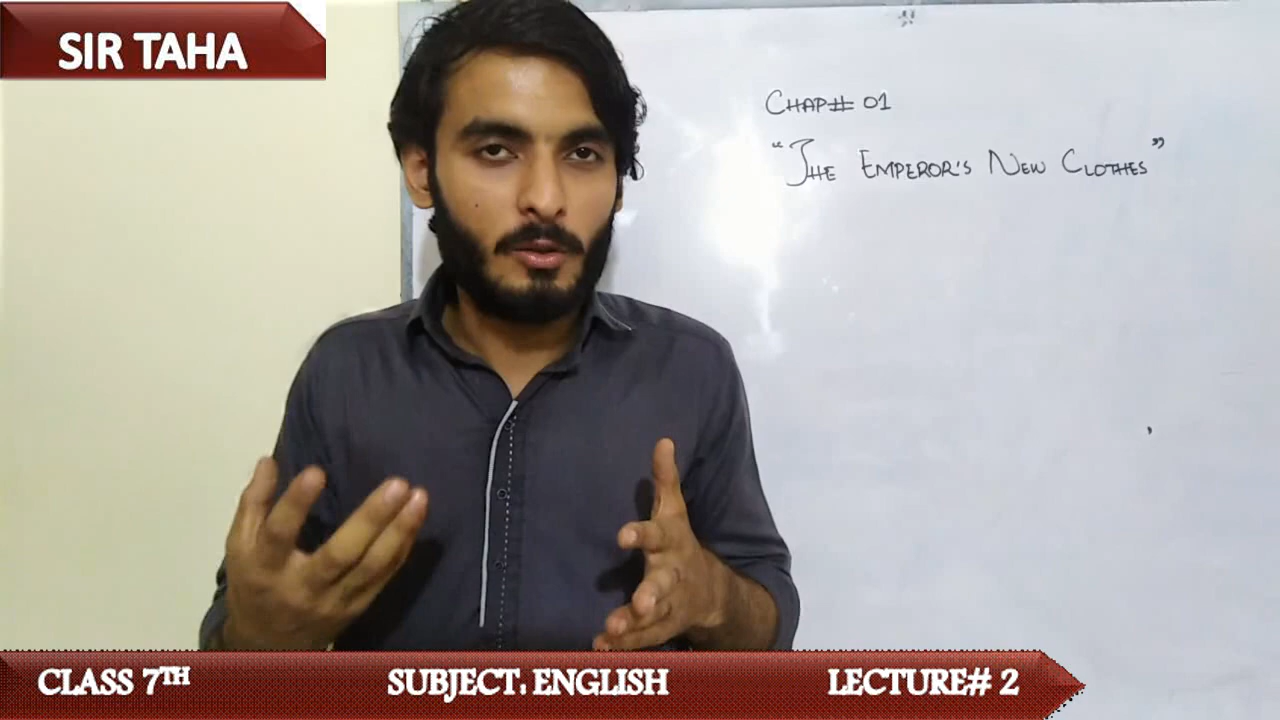 SIR TAHA
CHAP# 01
"THE EMPEROR'S NEW CLOTHES"
CLASS 7TH SUBJECT: ENGLISH LECTURE# 2